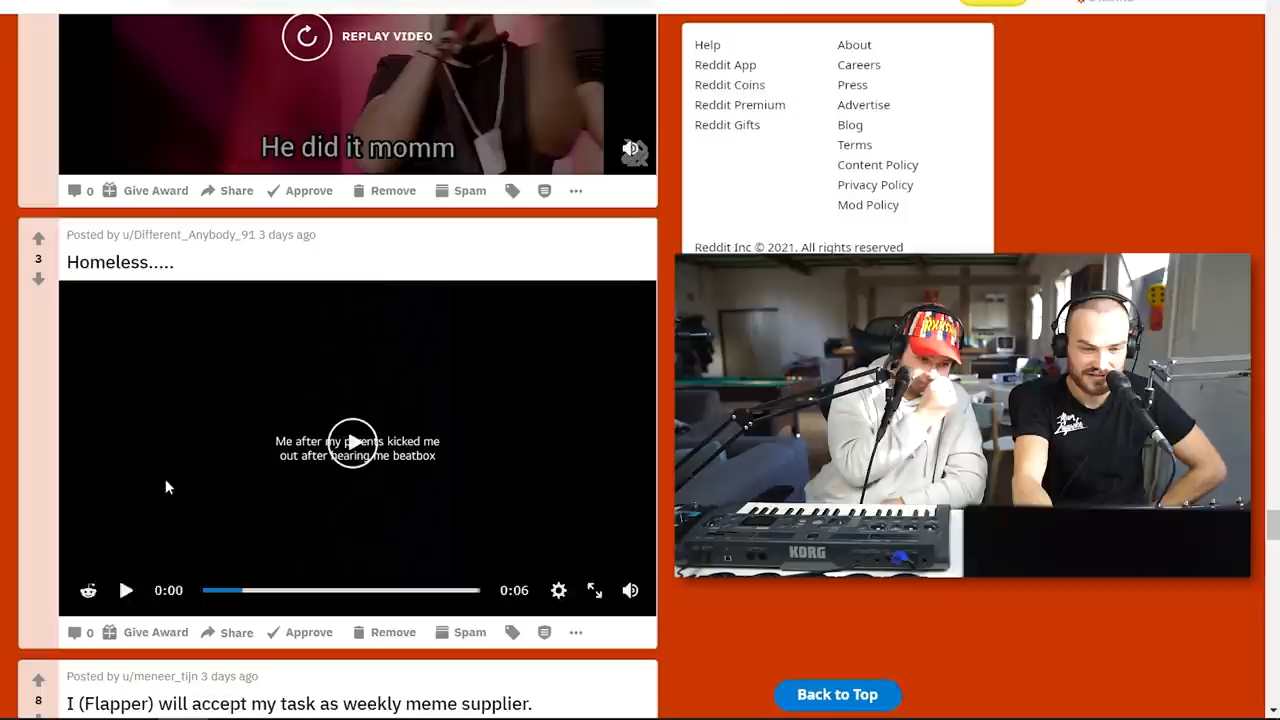 REPLAY VIDEO
He did it momm
0 Give Award Share Approve Remove Spam
Posted by u/Different_Anybody_91 3 days ago
3
Homeless.....
Me after my parents kicked me
out after hearing me beatbox
0:00 0:06
0 Give Award Share Approve Remove Spam
Posted by u/meneer_tijn 3 days ago
8
I (Flapper) will accept my task as weekly meme supplier.
Help
Reddit App
Reddit Coins
Reddit Premium
Reddit Gifts
About
Careers
Press
Advertise
Blog
Terms
Content Policy
Privacy Policy
Mod Policy
Reddit Inc © 2021. All rights reserved
KORG
Back to Top